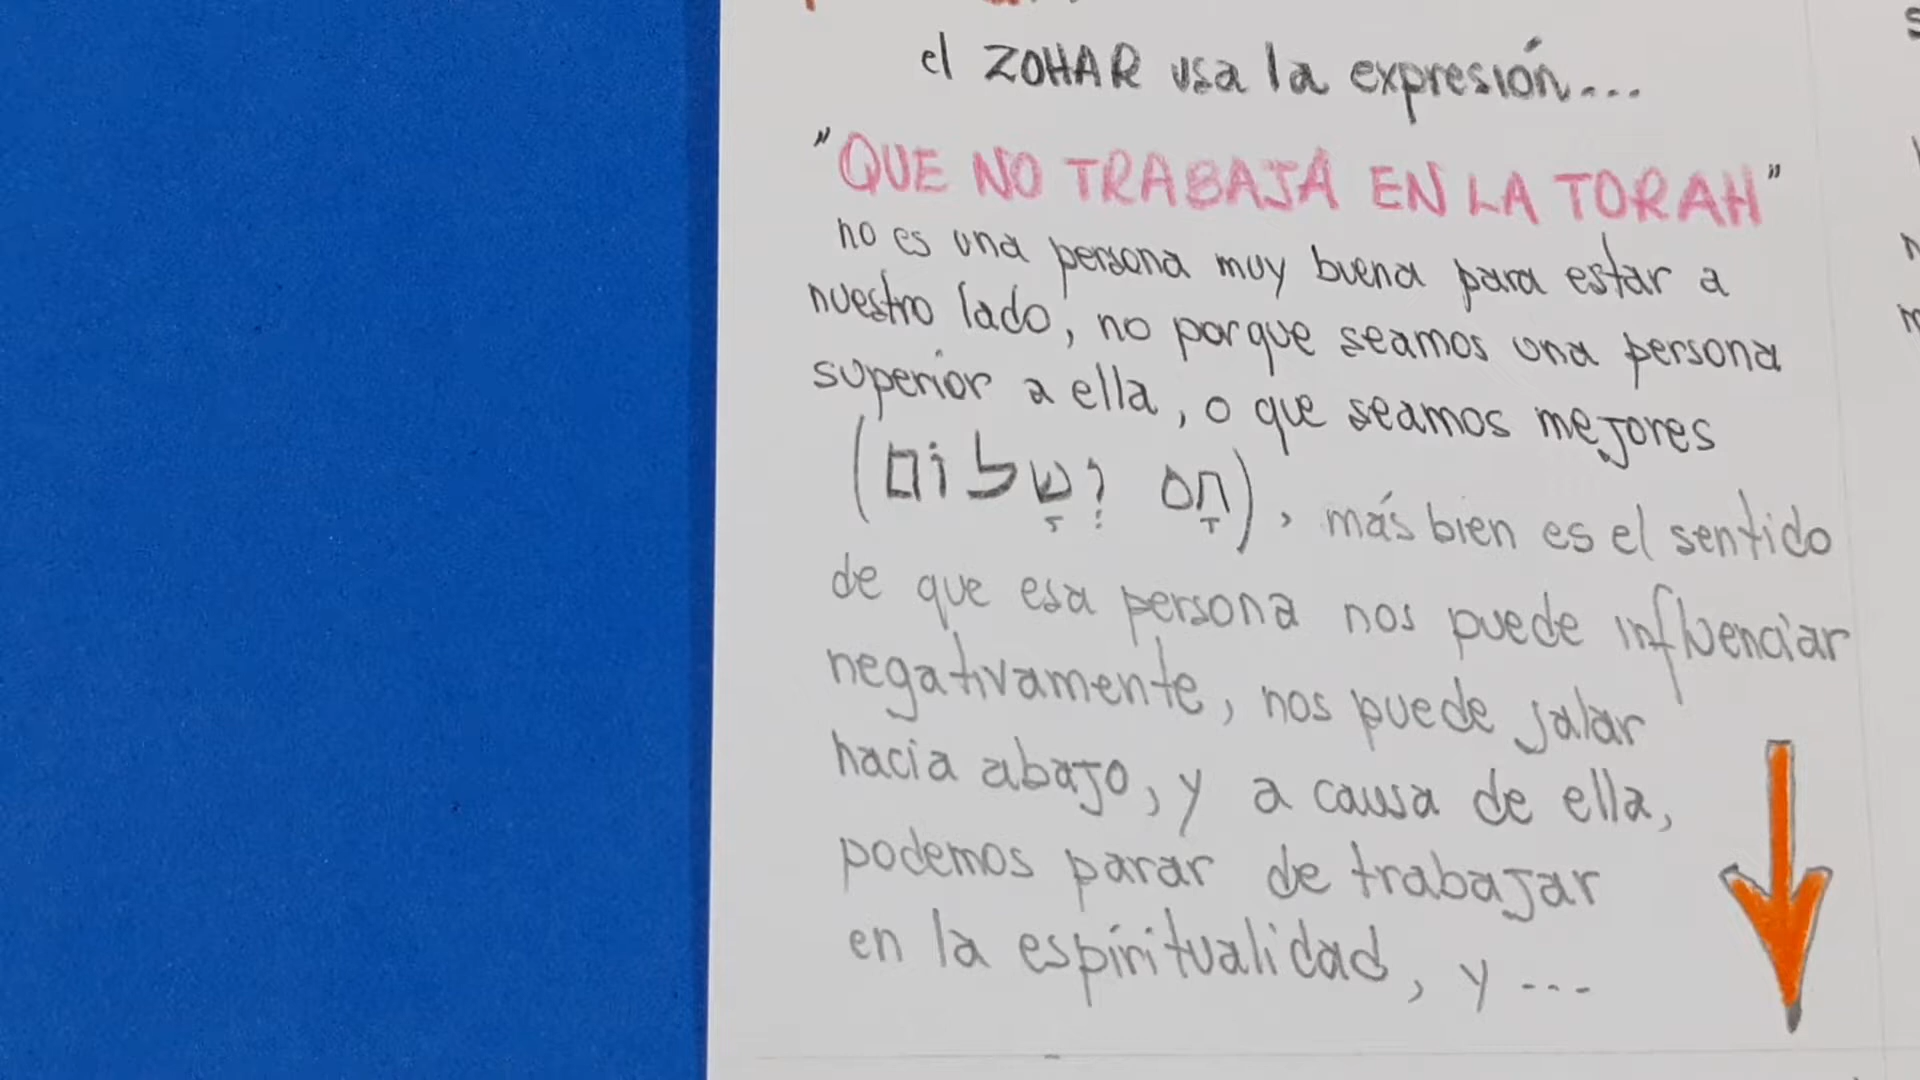 el ZOHAR usa la expresión...
"QUE NO TRABAJA EN LA TORAH"
no es una persona muy buena para estar a
nuestro lado, no porque seamos una persona
superior a ella, o que seamos mejores
(חָס וְשָלוֹם), más bien es el sentido
de que esa persona nos puede influenciar
negativamente, nos puede jalar
hacia abajo, y a causa de ella,
podemos parar de trabajar
en la espiritualidad, y ---